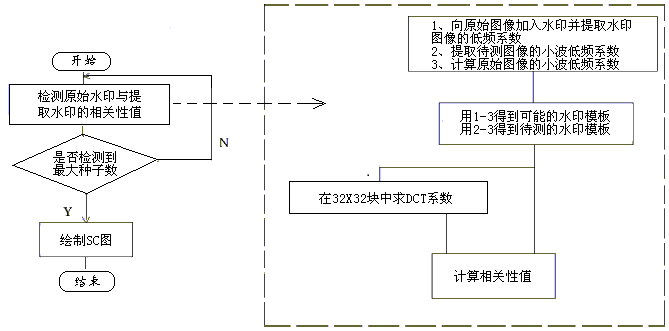 开始
检测原始水印与提
取水印的相关性值
是否检测到
最大种子数
N
Y
绘制SC图
结束
1、向原始图像加入水印并提取水印
图像的低频系数
2、提取待测图像的小波低频系数
3、计算原始图像的小波低频系数
用1-3得到可能的水印模板
用2-3得到待测的水印模板
在32X32块中求DCT系数
计算相关性值